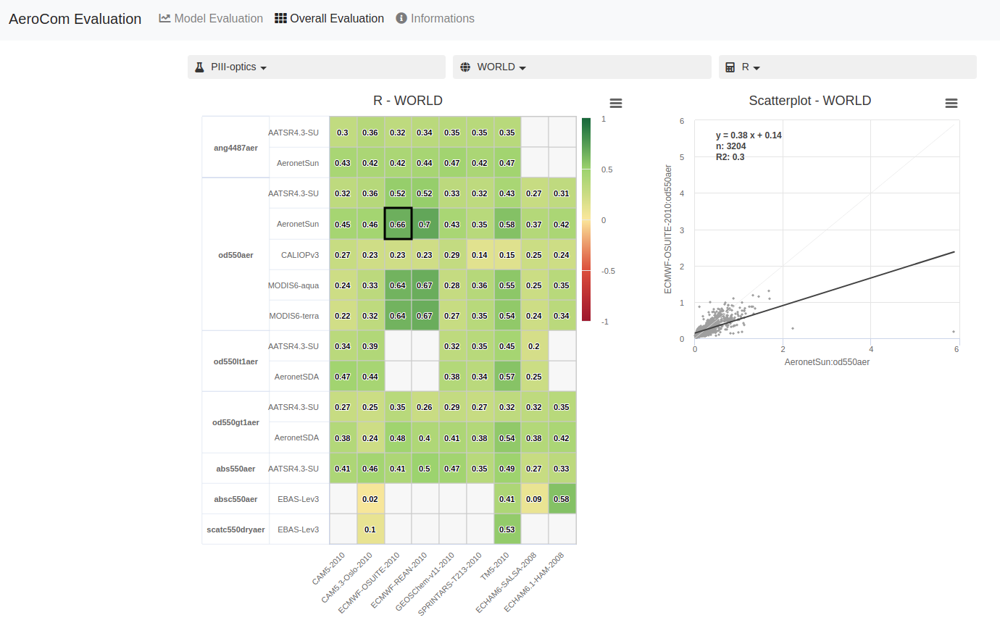 AeroCom Evaluation Model Evaluation Overall Evaluation Informations
PIII-optics WORLD R
R - WORLD
ang4487aer
AATSR4.3-SU 0.3 0.36 0.32 0.34 0.35 0.35 0.35
AeronetSun 0.43 0.42 0.42 0.44 0.47 0.42 0.47
od550aer
AATSR4.3-SU 0.32 0.36 0.52 0.52 0.33 0.32 0.43 0.27 0.31
AeronetSun 0.45 0.46 0.66 0.7 0.43 0.35 0.58 0.37 0.42
CALIOPv3 0.27 0.23 0.23 0.23 0.29 0.14 0.15 0.25 0.24
MODIS6-aqua 0.24 0.33 0.64 0.67 0.28 0.36 0.55 0.25 0.35
MODIS6-terra 0.22 0.32 0.64 0.67 0.27 0.35 0.54 0.24 0.34
od550lt1aer
AATSR4.3-SU 0.34 0.39 0.32 0.35 0.45 0.2
AeronetSDA 0.47 0.44 0.38 0.34 0.57 0.25
od550gt1aer
AATSR4.3-SU 0.27 0.25 0.35 0.26 0.29 0.27 0.32 0.32 0.35
AeronetSDA 0.38 0.24 0.48 0.4 0.41 0.38 0.54 0.38 0.42
abs550aer AATSR4.3-SU 0.41 0.46 0.41 0.5 0.47 0.35 0.49 0.27 0.33
absc550aer EBAS-Lev3 0.02 0.41 0.09 0.58
scatc550dryaer EBAS-Lev3 0.1 0.53
CAM5-2010
CAM5.3-Oslo-2010
ECMWF-OSUITE-2010
ECMWF-REAN-2010
GEOSChem-v11-2010
SPRINTARS-T213-2010
TM5-2010
ECHAM6-SALSA-2008
ECHAM6.1-HAM-2008
1
0.5
0
-0.5
-1
Scatterplot - WORLD
y = 0.38 x + 0.14
n: 3204
R2: 0.3
ECMWF-OSUITE-2010:od550aer
6
5
4
3
2
1
0
0 2 4 6
AeronetSun:od550aer